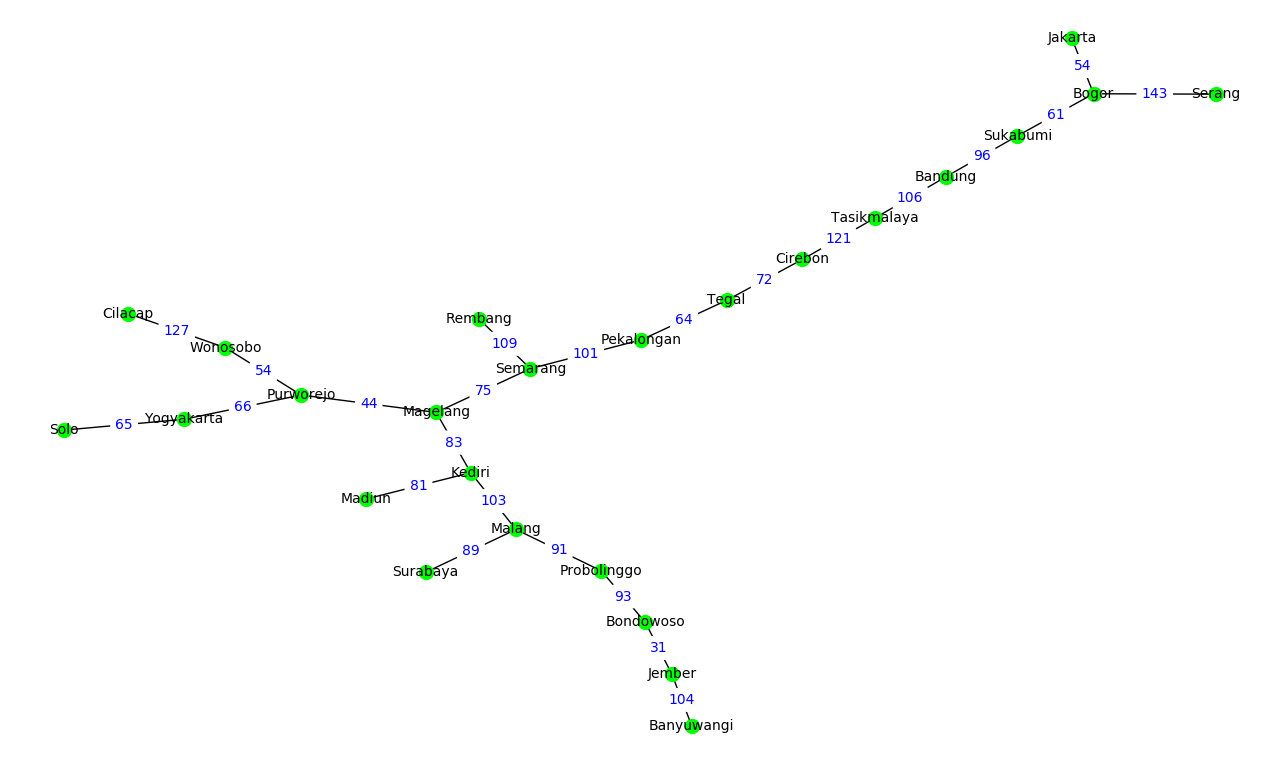 Jakarta
54
Bogor
143
Serang
61
Sukabumi
96
Bandung
106
Tasikmalaya
121
Cirebon
72
Tegal
64
Pekalongan
Rembang
109
101
Semarang
75
Cilacap
127
Wonosobo
54
Purworejo
44
Magelang
66
Yogyakarta
65
Solo
83
Kediri
81
Madiun
103
Malang
89
Surabaya
91
Probolinggo
93
Bondowoso
31
Jember
104
Banyuwangi